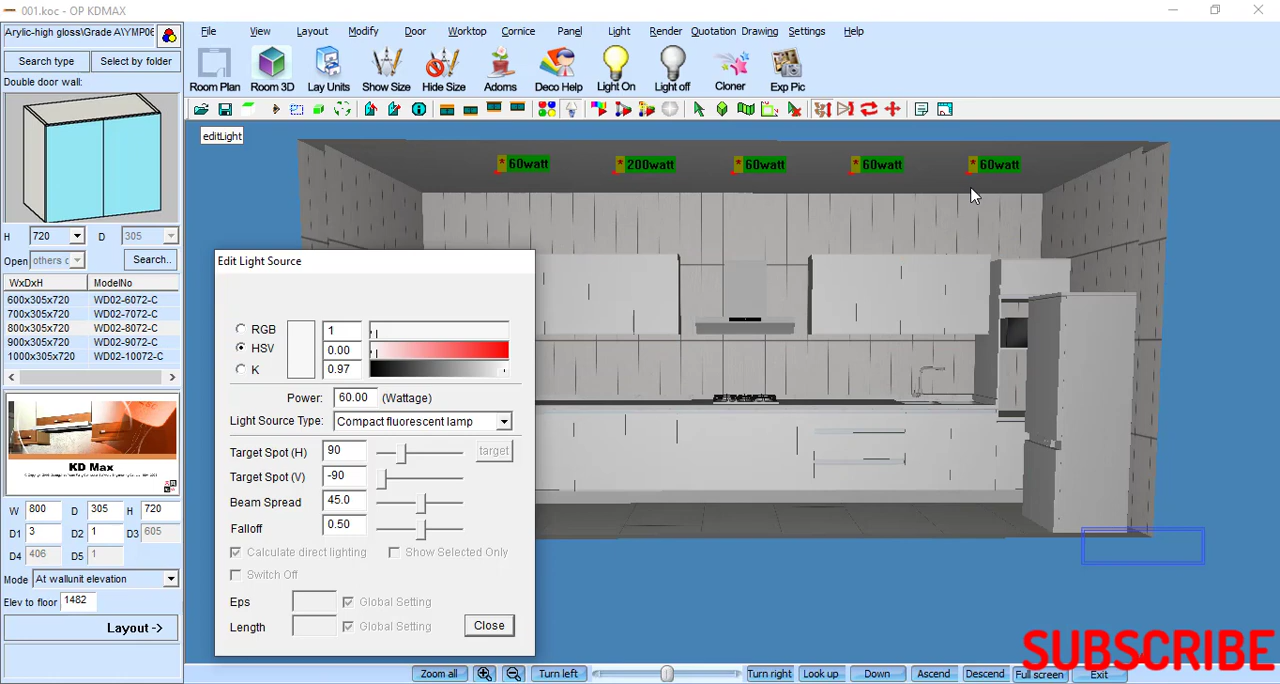 001.koc - OP KDMAX
Arylic-high gloss\Grade A\YMP06
File View Layout Modify Door Worktop Cornice Panel Light Render Quotation Drawing Settings Help
Search type Select by folder
Double door wall:
Room Plan Room 3D Lay Units Show Size Hide Size Adoms Deco Help Light On Light off Cloner Exp Pic
editLight
* 60watt * 200watt * 60watt * 60watt * 60watt
H 720 D 305
Open others c Search..
WxDxH ModelNo
600x305x720 WD02-6072-C
700x305x720 WD02-7072-C
800x305x720 WD02-8072-C
900x305x720 WD02-9072-C
1000x305x720 WD02-10072-C
KD Max
W 800 D 305 H 720
D1 3 D2 1 D3 605
D4 406 D5 1
Mode At wallunit elevation
Elev to floor 1482
Layout ->
Edit Light Source
RGB 1
HSV 0.00
K 0.97
Power: 60.00 (Wattage)
Light Source Type: Compact fluorescent lamp
Target Spot (H) 90 target
Target Spot (V) -90
Beam Spread 45.0
Falloff 0.50
Calculate direct lighting Show Selected Only
Switch Off
Eps Global Setting
Length Global Setting
Close
SUBSCRIBE
Zoom all Turn left Turn right Look up Down Ascend Descend Full screen Exit